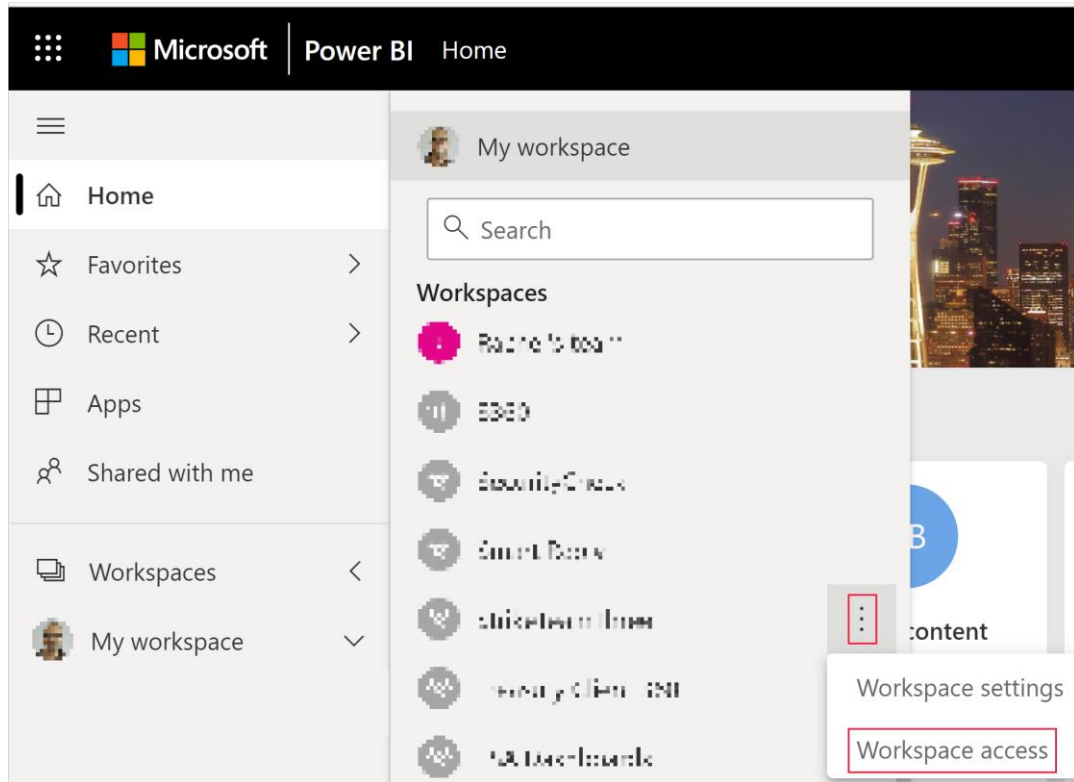 Microsoft Power BI Home
My workspace
Home
Search
Favorites
Workspaces
Recent
team
Apps
Shared with me
B
Workspaces
content
My workspace
Workspace settings
Workspace access